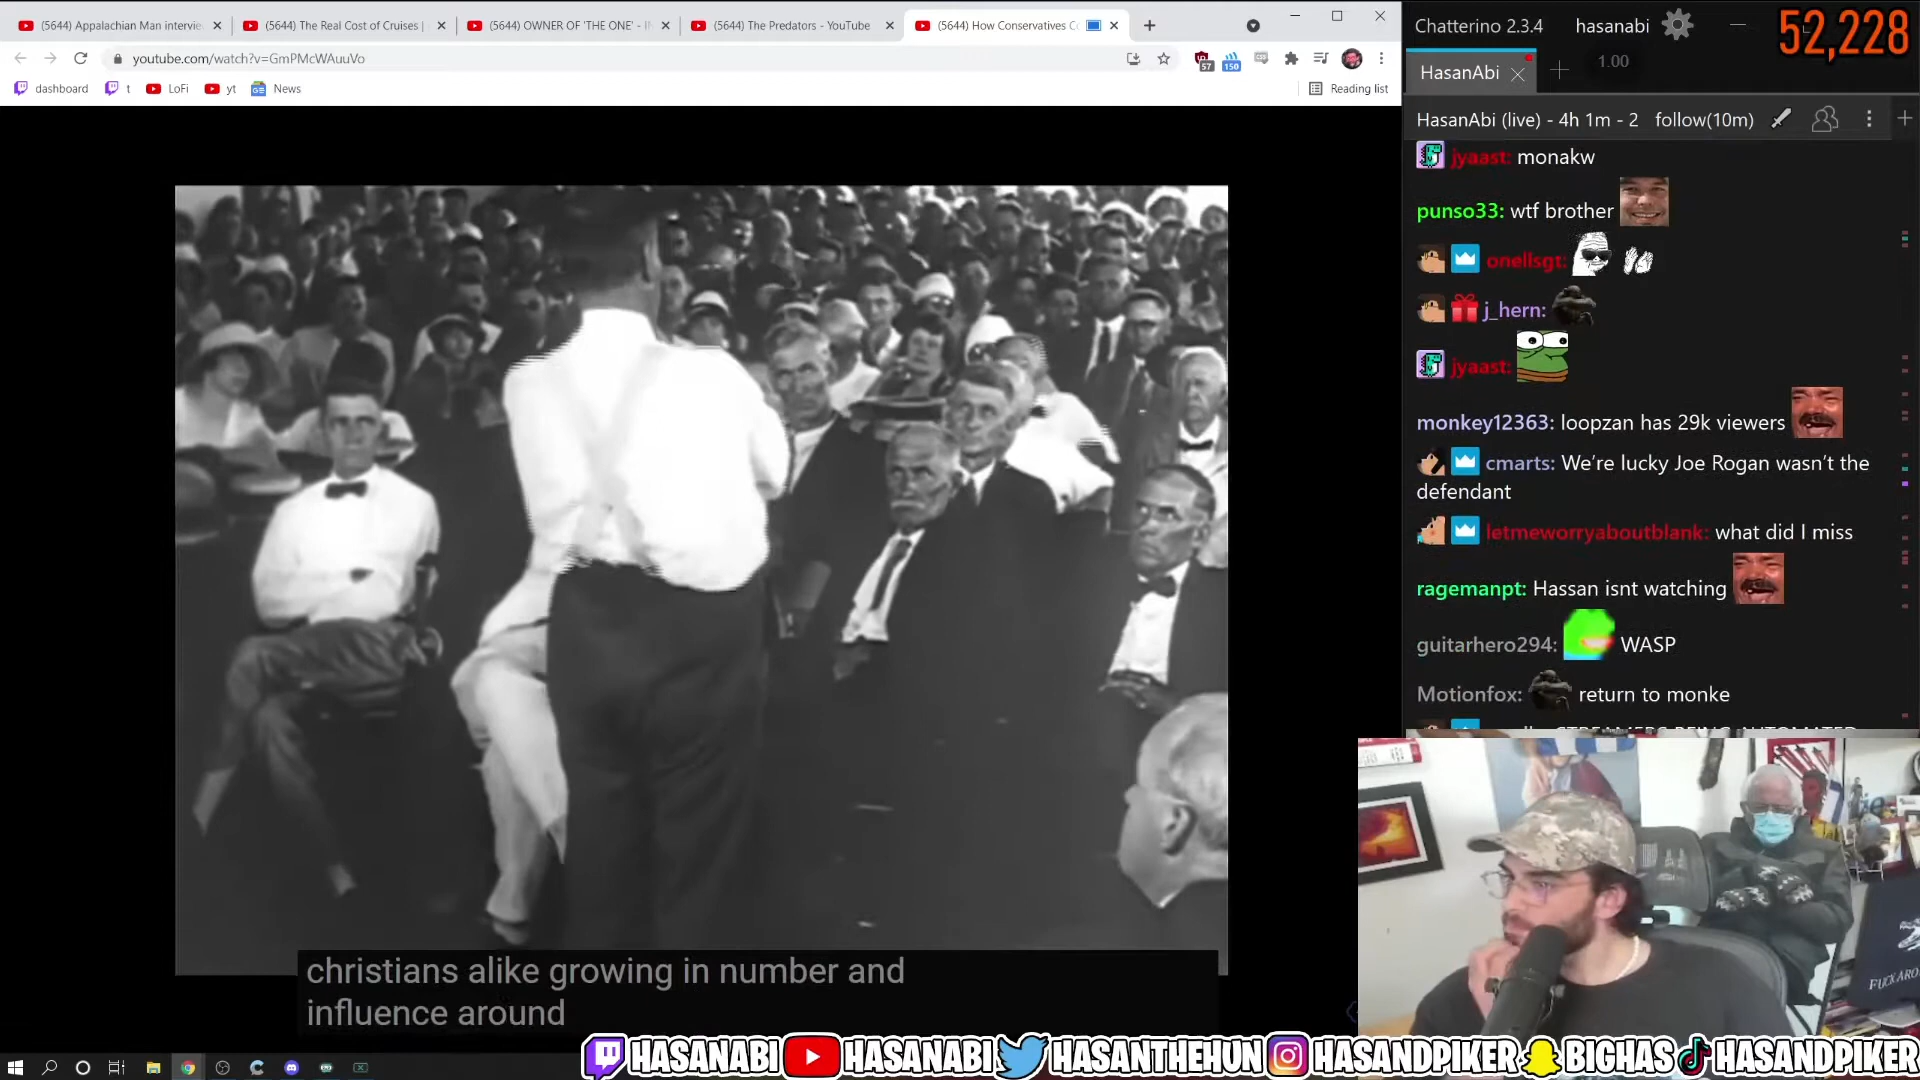 (5644) Appalachian Man intervie
(5644) The Real Cost of Cruises |
(5644) OWNER OF 'THE ONE' - I
(5644) The Predators - YouTube
(5644) How Conservatives C
youtube.com/watch?v=GmPMcWAuuVo
57
150
dashboard
t
LoFi
yt
News
Reading list
Chatterino 2.3.4
hasanabi
52,228
HasanAbi
1.00
HasanAbi (live) - 4h 1m - 2
follow(10m)
jyaast: monakw
punso33: wtf brother
onellsgt:
j_hern:
jyaast:
monkey12363: loopzan has 29k viewers
cmarts: We're lucky Joe Rogan wasn't the
defendant
letmeworryaboutblank: what did I miss
ragemanpt: Hassan isnt watching
guitarhero294: WASP
Motionfox: return to monke
STREAMERS BEING AUTOMATED
christians alike growing in number and
influence around
HASANABI HASANABI HASANTHEHUN HASANDPIKER BIGHAS HASANDPIKER